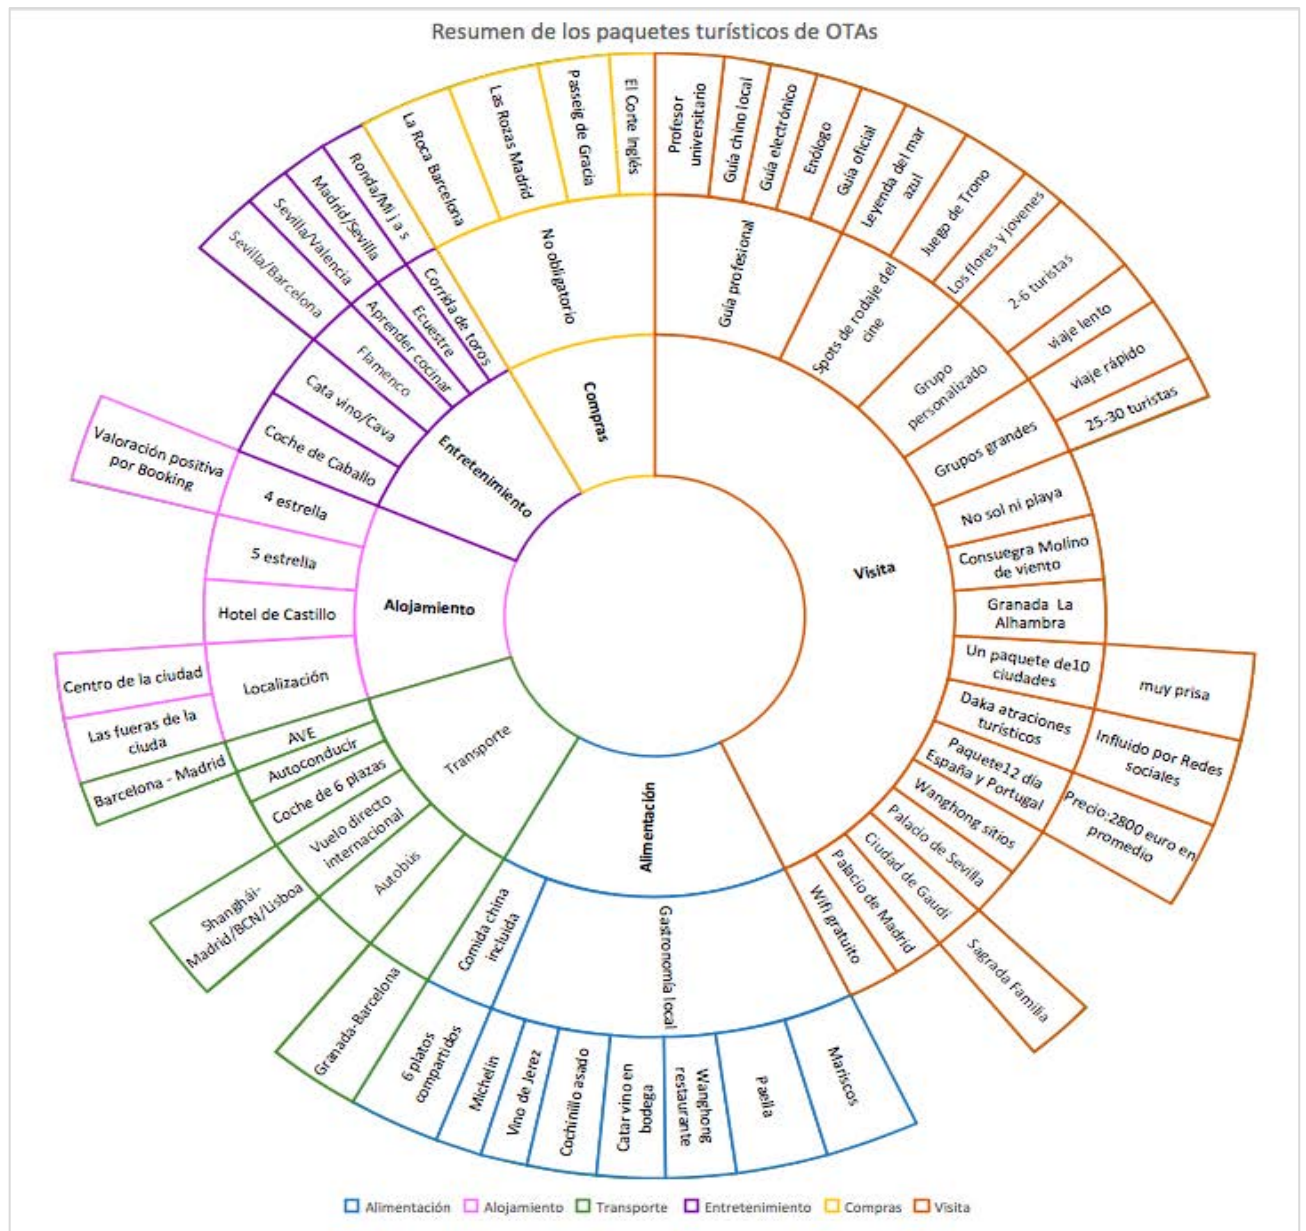 Resumen de los paquetes turísticos de OTAs
Visita
Guía profesional
Profesor
universitario
Guía chino local
Guía electrónico
Enólogo
Guía oficial
Spots de rodaje del
cine
Leyenda del mar
azul
Juego de Trono
Los flores y jovenes
Grupo
personalizado
2-6 turistas
viaje lento
Grupos grandes
viaje rápido
25-30 turistas
No sol ni playa
Consuegra Molino
de viento
Granada La
Alhambra
Un paquete de10
ciudades
muy prisa
Daka atraciones
turísticos
Influido por Redes
sociales
Paquete12 día
España y Portugal
Precio:2800 euro en
promedio
Wanghong sitios
Palacio de Sevilla
Ciudad de Gaudi
Sagrada Familia
Palacio de Madrid
Wifi gratuito
Alimentación
Gastronomía local
Mariscos
Paella
Wanghong
restaurante
Catar vino en
bodega
Cochinillo asado
Vino de Jerez
Michelin
Comida china
incluida
6 platos
compartidos
Transporte
Autobús
Granada-Barcelona
Vuelo directo
internacional
Shanghái-
Madrid/BCN/Lisboa
Coche de 6 plazas
Autoconducir
AVE
Barcelona - Madrid
Alojamiento
Localización
Las fueras de la
ciuda
Centro de la ciudad
Hotel de Castillo
5 estrella
4 estrella
Valoración positiva
por Booking
Entretenimiento
Coche de Caballo
Cata vino/Cava
Flamenco
Sevilla/Barcelona
Aprender cocinar
Sevilla/Valencia
Ecuestre
Madrid/Sevilla
Corrida de toros
Ronda/Mijas
Compras
No obligatorio
La Roca Barcelona
Las Rozas Madrid
Passeig de Gracia
El Corte Inglés
Alimentación
Alojamiento
Transporte
Entretenimiento
Compras
Visita